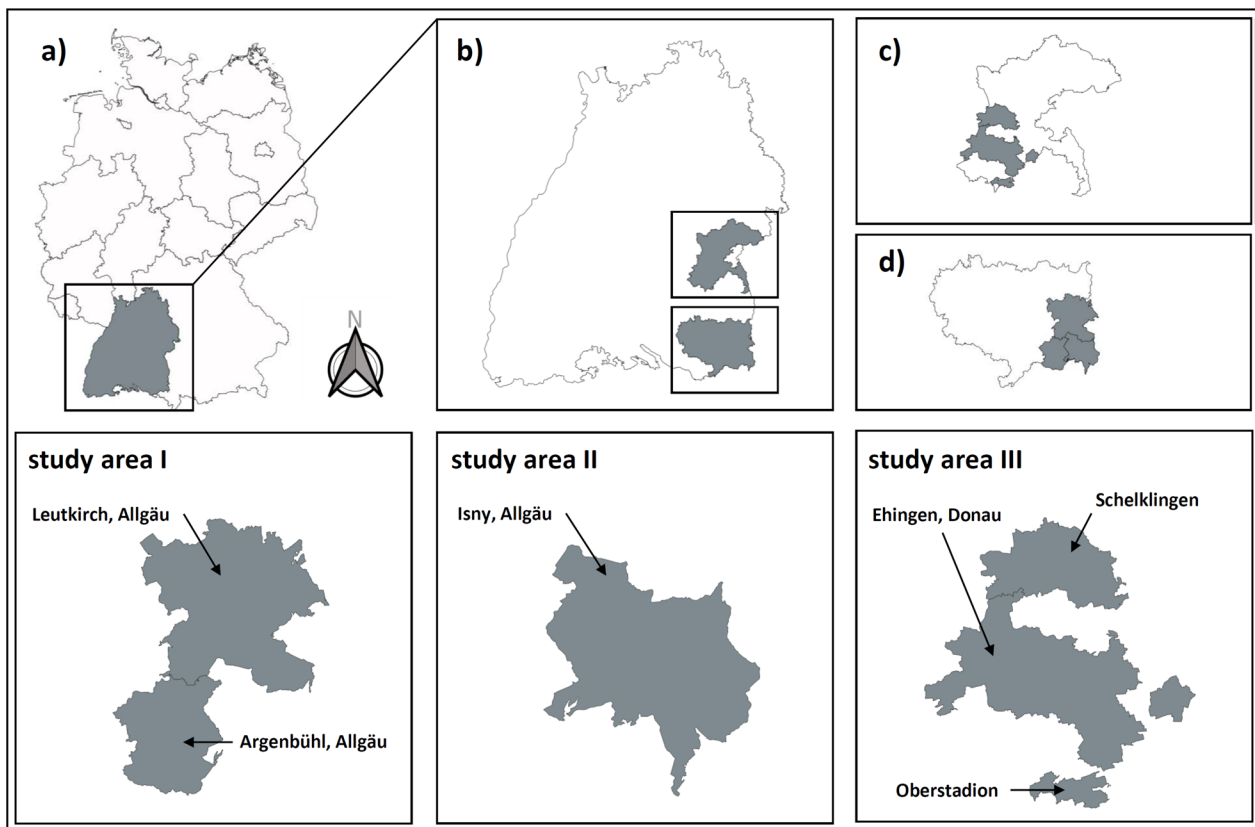 a)
N
b)
c)
d)
study area I
Leutkirch, Allgäu
Argenbühl, Allgäu
study area II
Isny, Allgäu
study area III
Schelklingen
Ehingen, Donau
Oberstadion